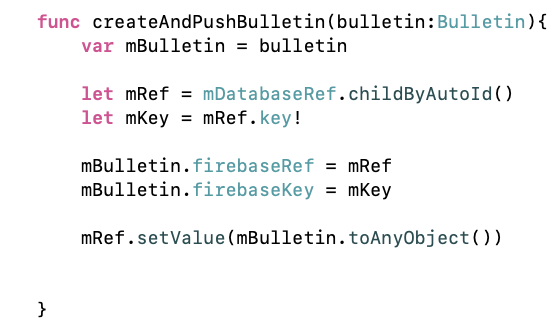 func createAndPushBulletin(bulletin:Bulletin){
    var mBulletin = bulletin
    let mRef = mDatabaseRef.childByAutoId()
    let mKey = mRef.key!
    mBulletin.firebaseRef = mRef
    mBulletin.firebaseKey = mKey
    mRef.setValue(mBulletin.toAnyObject())
}